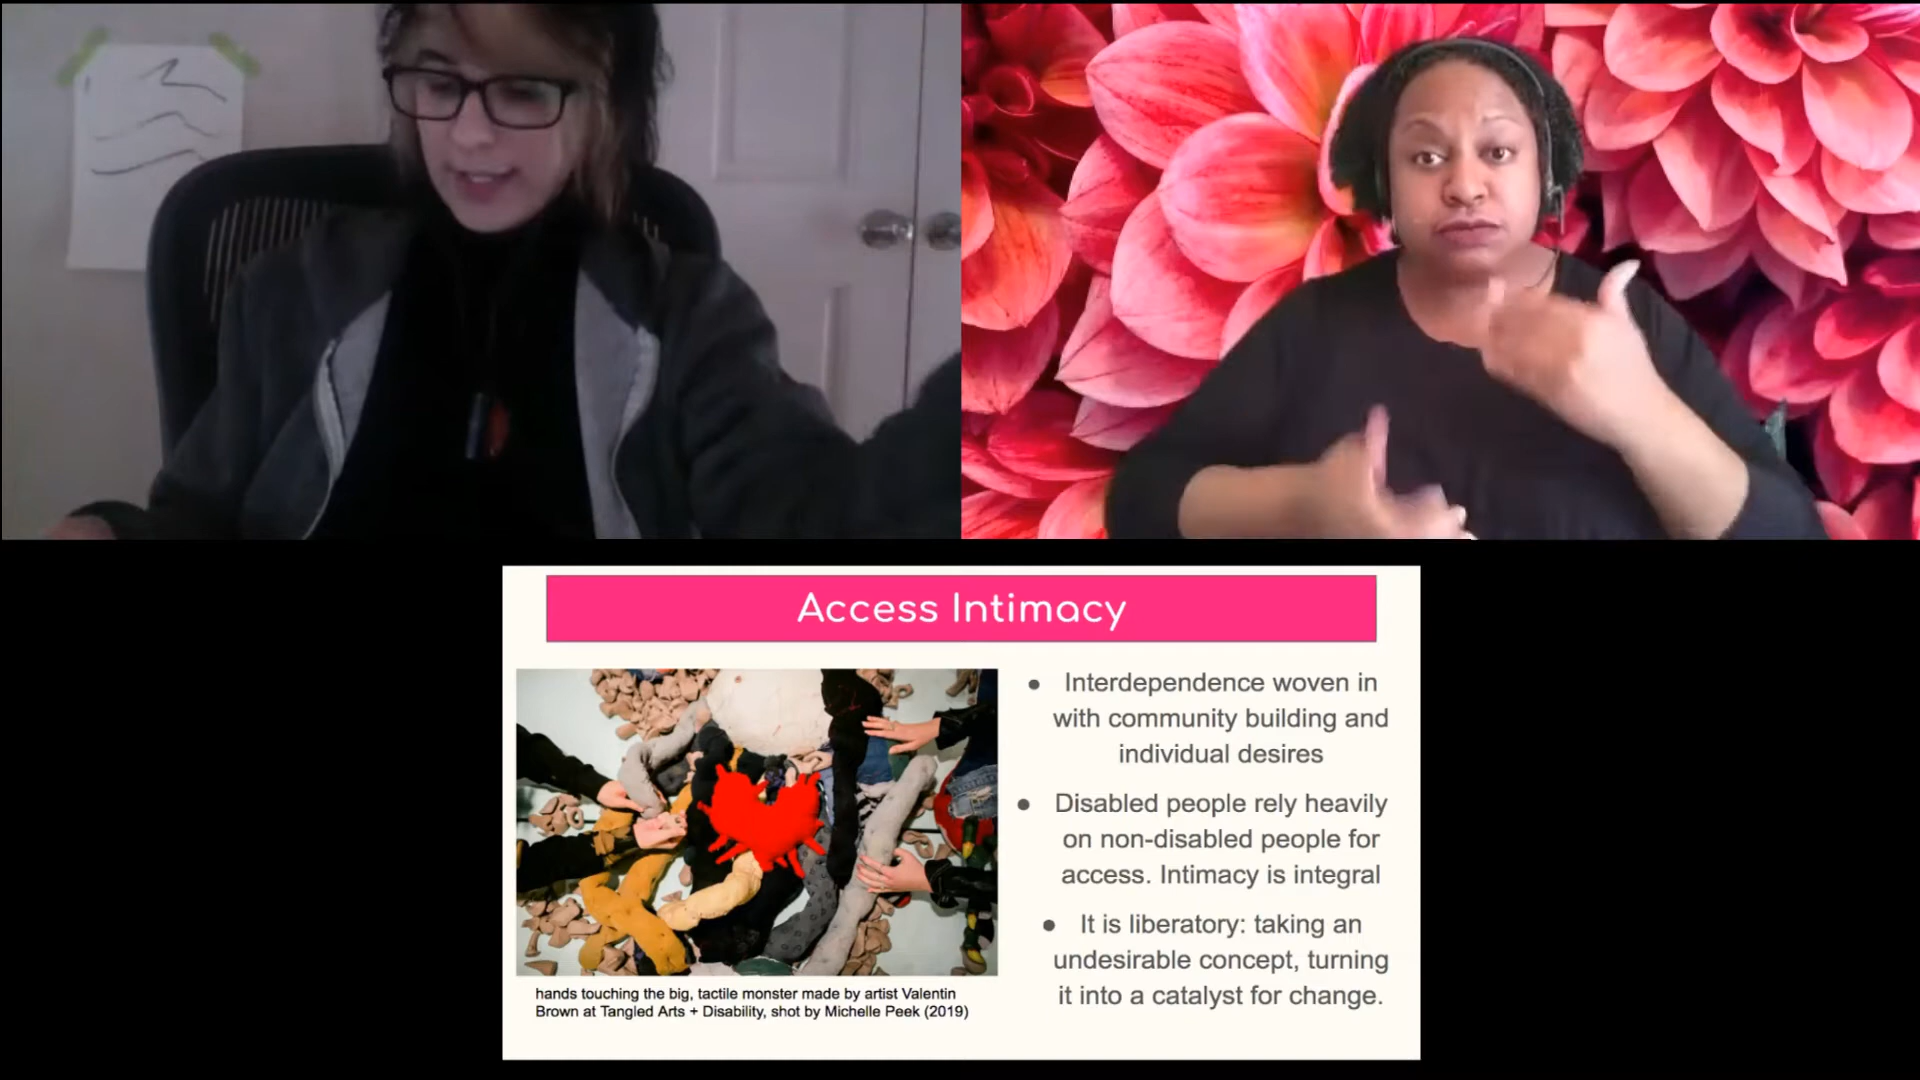 Access Intimacy
● Interdependence woven in
with community building and
individual desires
● Disabled people rely heavily
on non-disabled people for
access. Intimacy is integral
● It is liberatory: taking an
undesirable concept, turning
it into a catalyst for change.
hands touching the big, tactile monster made by artist Valentin
Brown at Tangled Arts + Disability, shot by Michelle Peek (2019)